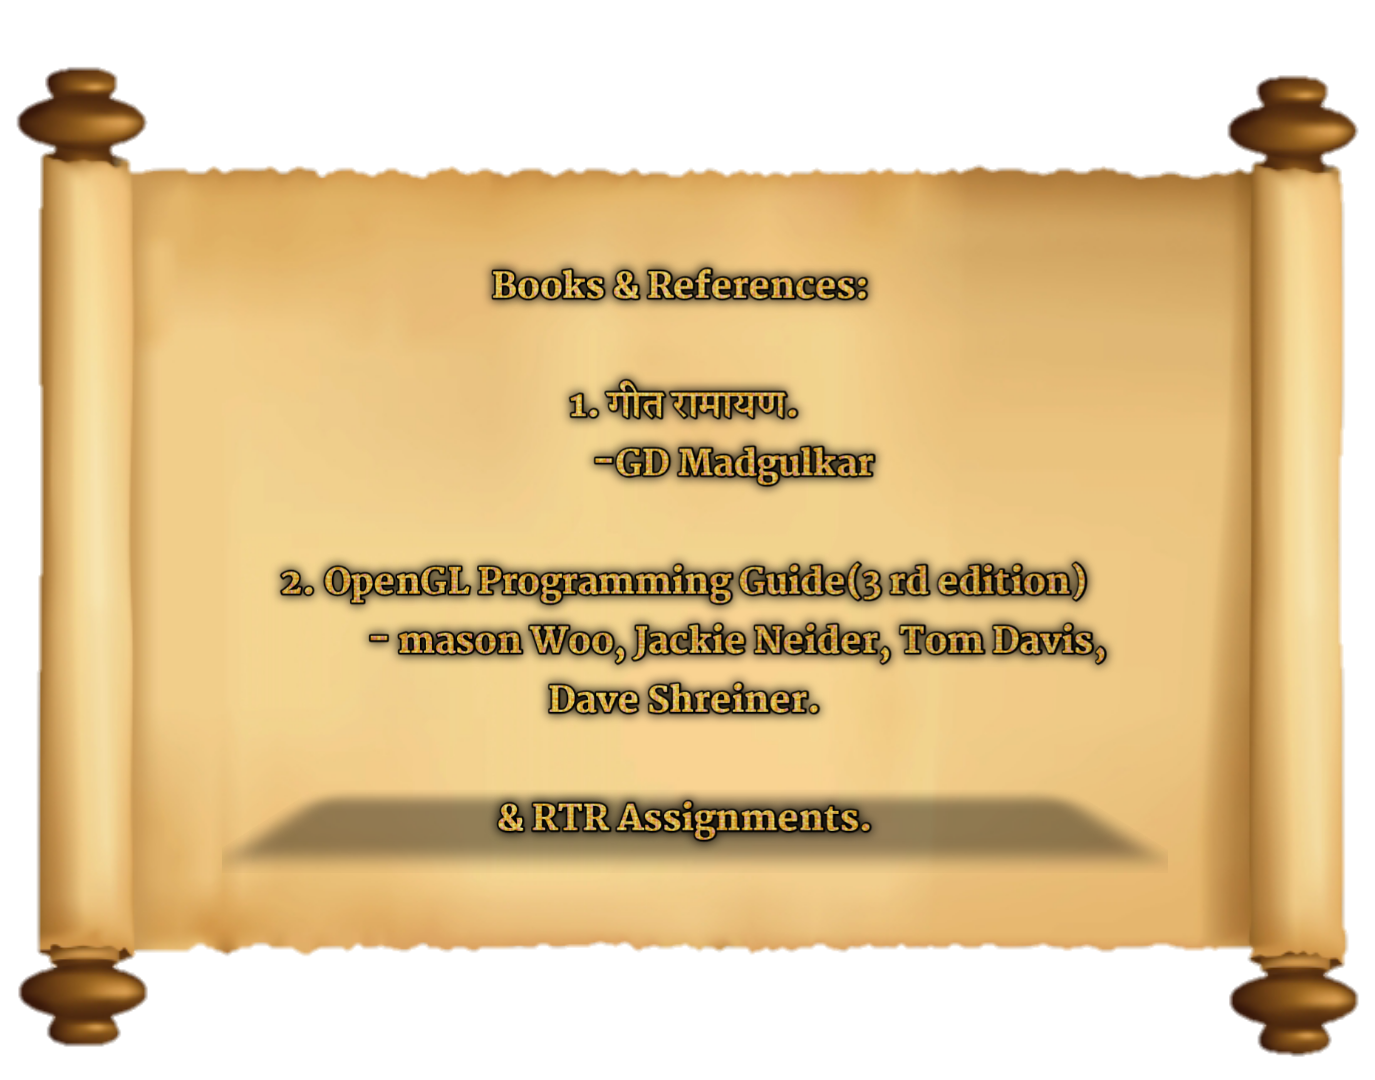 Books & References:
1. गीत रामायण.
-GD Madgulkar
2. OpenGL Programming Guide(3 rd edition)
- mason Woo, Jackie Neider, Tom Davis,
Dave Shreiner.
& RTR Assignments.